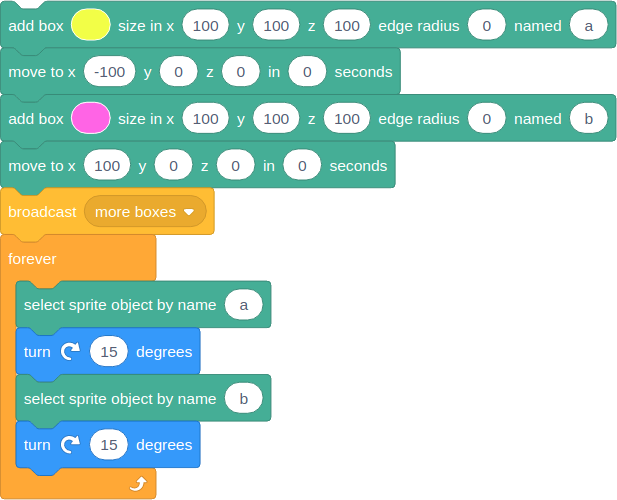 add box size in x 100 y 100 z 100 edge radius 0 named a
move to x -100 y 0 z 0 in 0 seconds
add box size in x 100 y 100 z 100 edge radius 0 named b
move to x 100 y 0 z 0 in 0 seconds
broadcast more boxes
forever
select sprite object by name a
turn 15 degrees
select sprite object by name b
turn 15 degrees